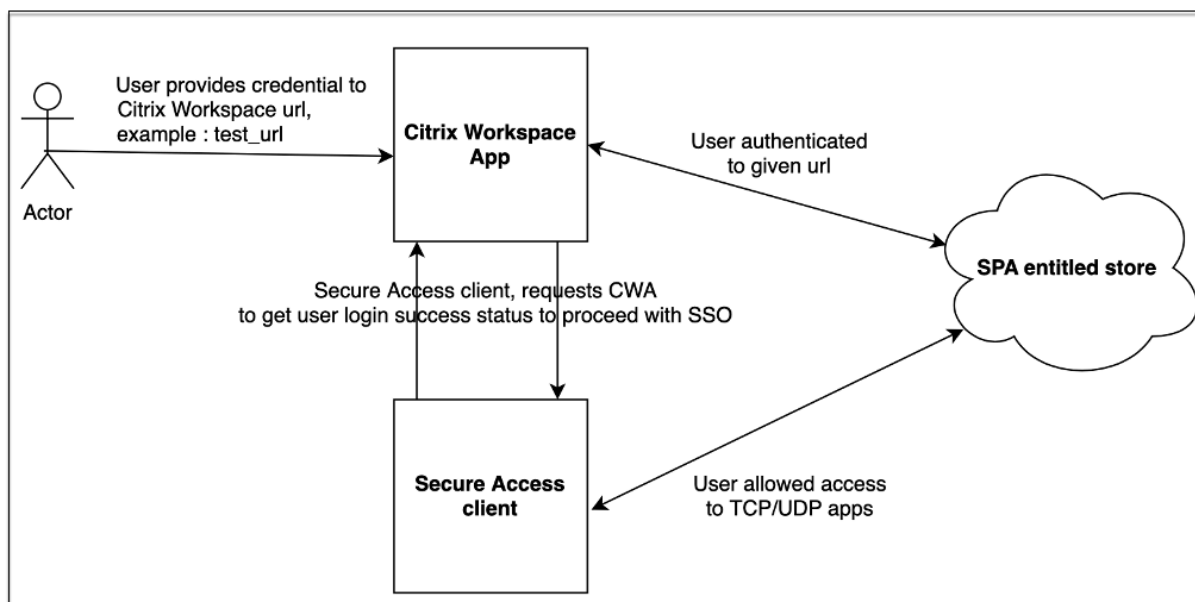 User provides credential to
Citrix Workspace url,
example : test_url
Actor
Citrix Workspace
App
User authenticated
to given url
SPA entitled store
Secure Access client, requests CWA
to get user login success status to proceed with SSO
Secure Access
client
User allowed access
to TCP/UDP apps